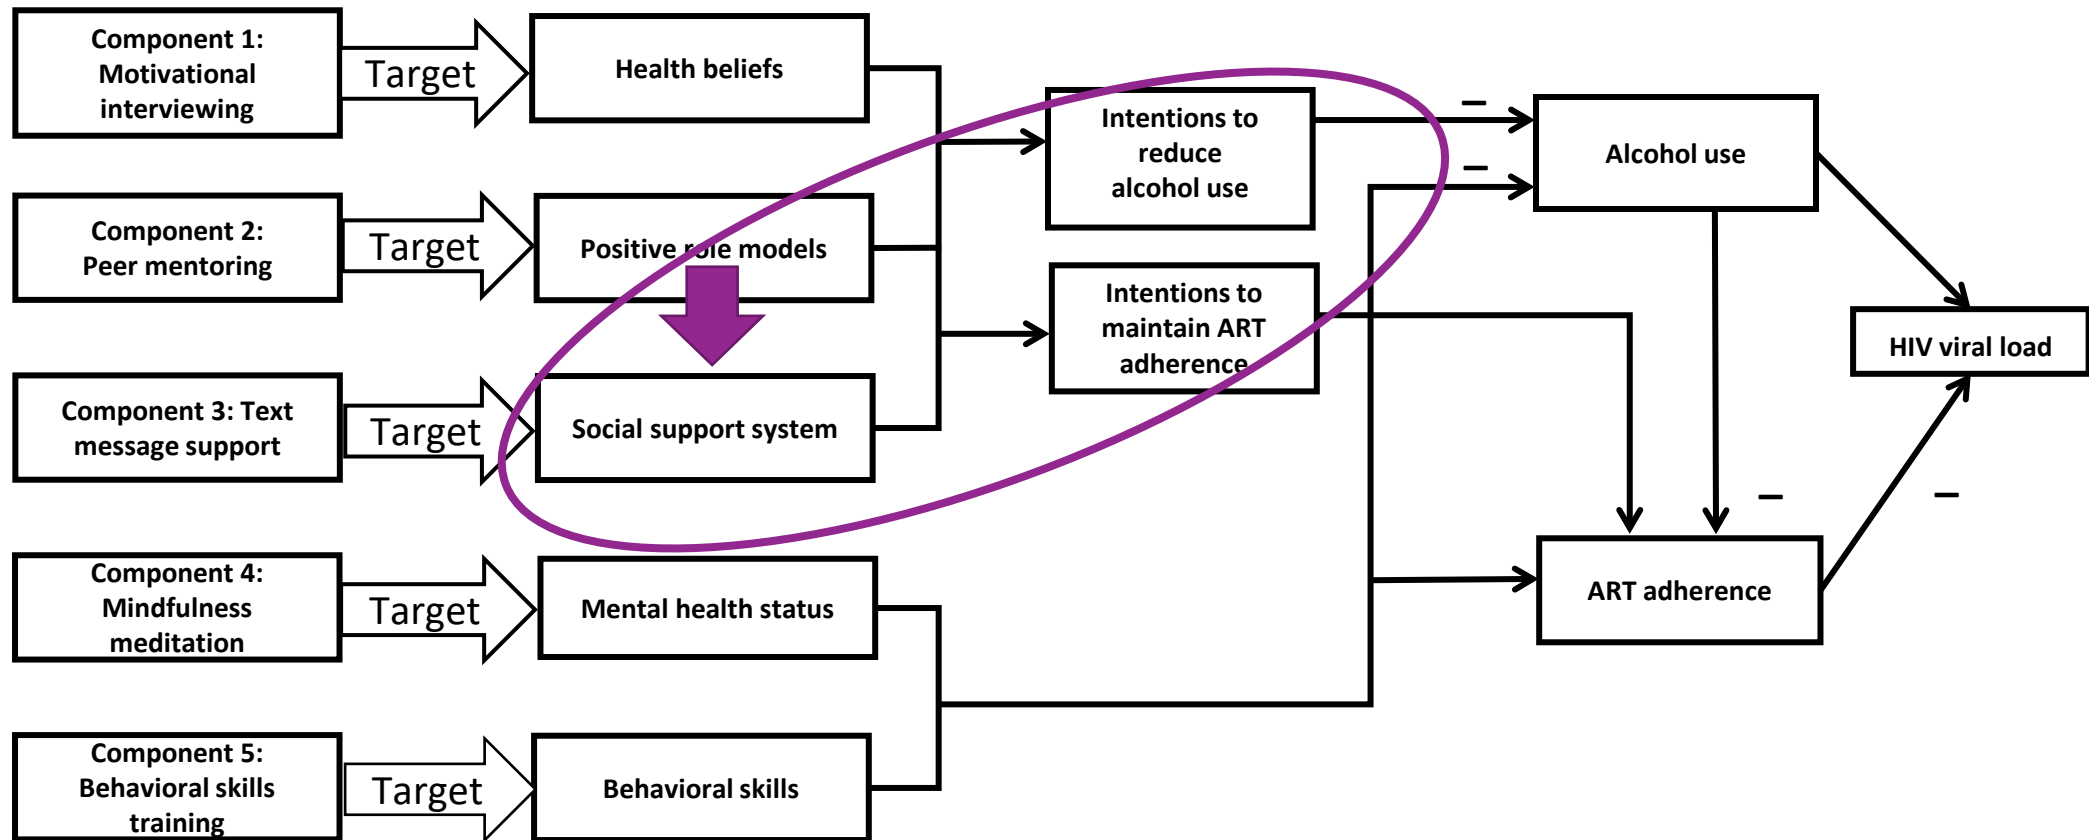 Component 1:
Motivational
interviewing
Target
Health beliefs
Component 2:
Peer mentoring
Target
Positive role models
Component 3: Text
message support
Target
Social support system
Component 4:
Mindfulness
meditation
Target
Mental health status
Component 5:
Behavioral skills
training
Target
Behavioral skills
Intentions to
reduce
alcohol use
Intentions to
maintain ART
adherence
–
–
Alcohol use
–
ART adherence
–
HIV viral load